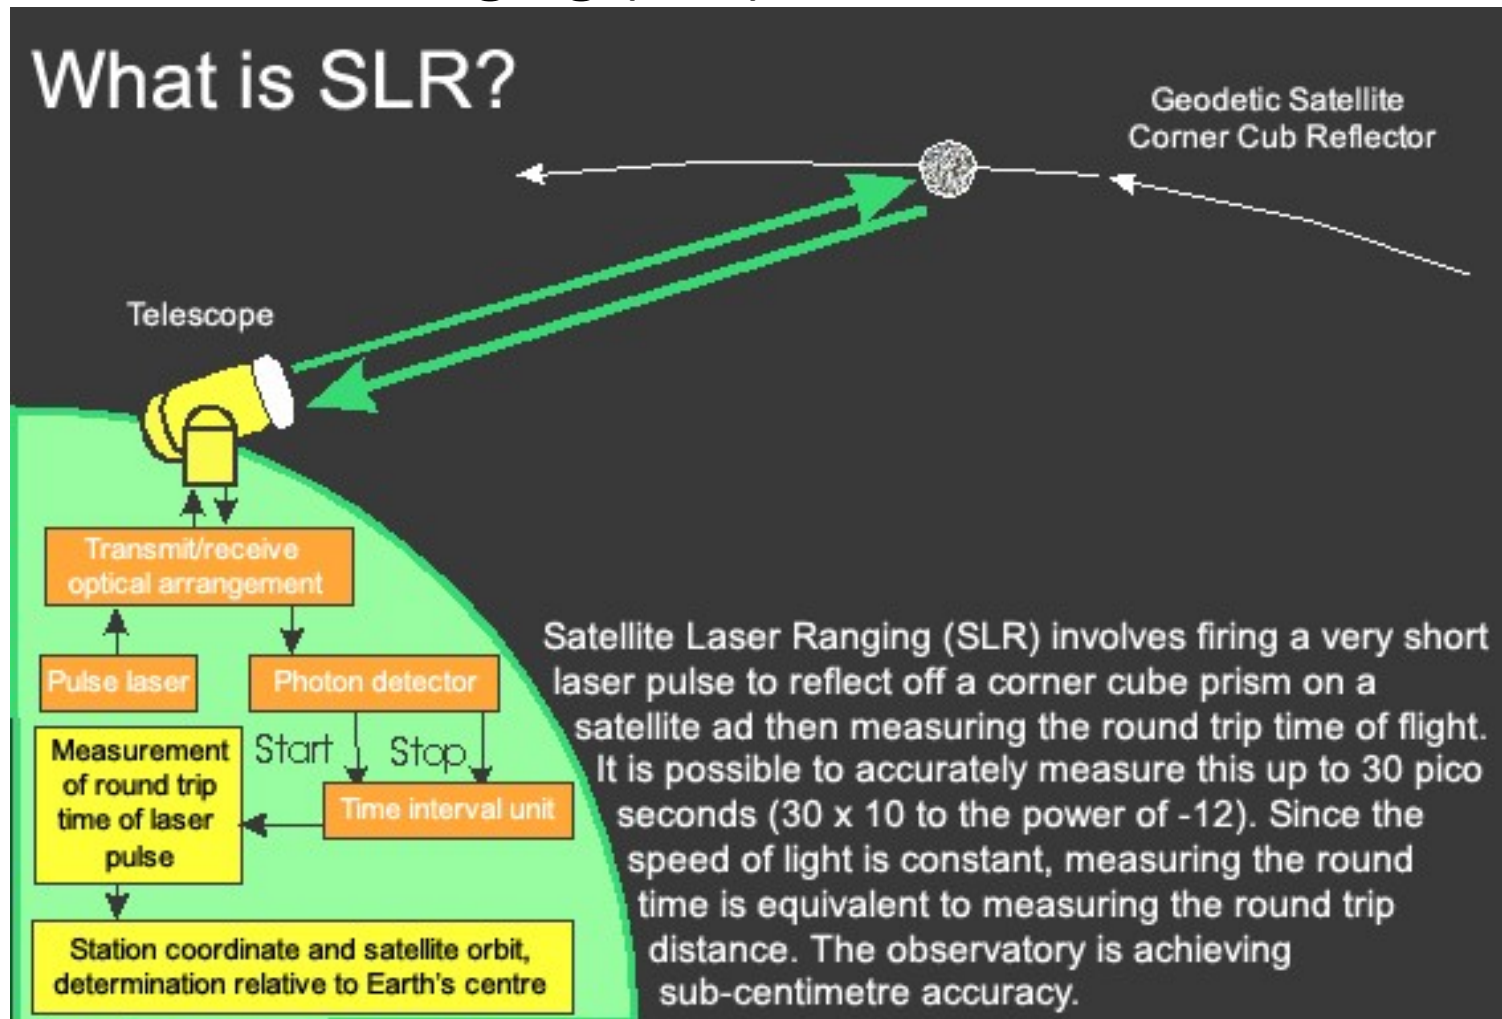 What is SLR?
Geodetic Satellite
Corner Cub Reflector
Telescope
Transmit/receive
optical arrangement
Pulse laser
Photon detector
Start
Stop
Measurement
of round trip
time of laser
pulse
Time interval unit
Station coordinate and satellite orbit,
determination relative to Earth's centre
Satellite Laser Ranging (SLR) involves firing a very short
laser pulse to reflect off a corner cube prism on a
satellite ad then measuring the round trip time of flight.
It is possible to accurately measure this up to 30 pico
seconds (30 x 10 to the power of -12). Since the
speed of light is constant, measuring the round
time is equivalent to measuring the round trip
distance. The observatory is achieving
sub-centimetre accuracy.